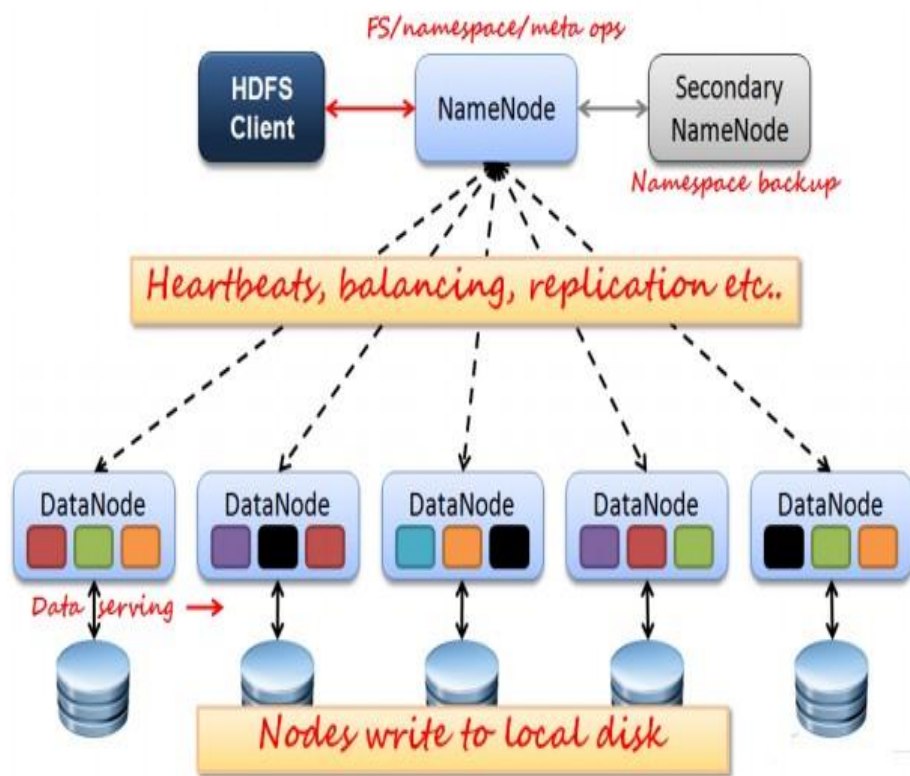 FS/namespace/meta ops
HDFS
Client
NameNode
Secondary
NameNode
Namespace backup
Heartbeats, balancing, replication etc..
DataNode
DataNode
DataNode
DataNode
DataNode
Data serving
Nodes write to local disk